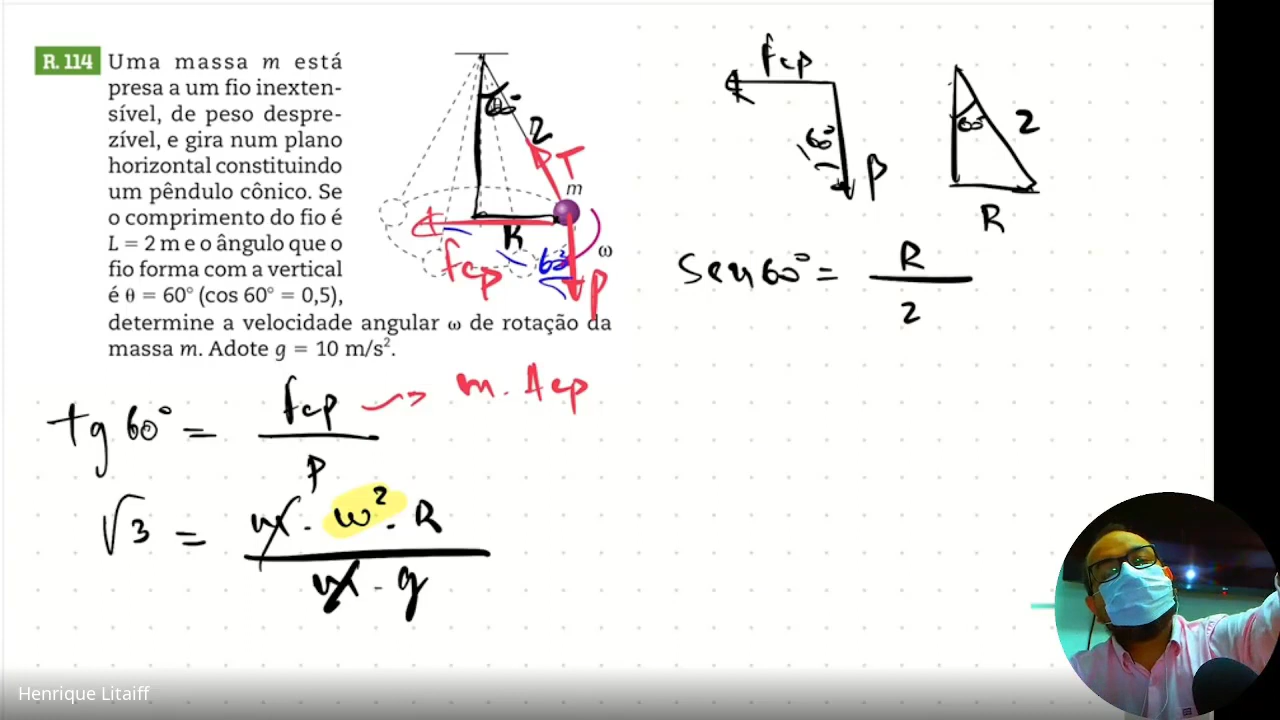 R. 114 Uma massa m está
presa a um fio inexten-
sível, de peso despre-
zível, e gira num plano
horizontal constituindo
um pêndulo cônico. Se
o comprimento do fio é
L = 2 m e o ângulo que o
fio forma com a vertical
é θ = 60° (cos 60° = 0,5),
determine a velocidade angular ω de rotação da
massa m. Adote g = 10 m/s².
60°
2
T
m
R
ω
fcp
60°
P
fcp
60°
P
60°
2
R
Sen 60° = R
2
tg 60° = fcp → m. Acp
P
√3 = m . ω² . R
m . g
Henrique Litaiff